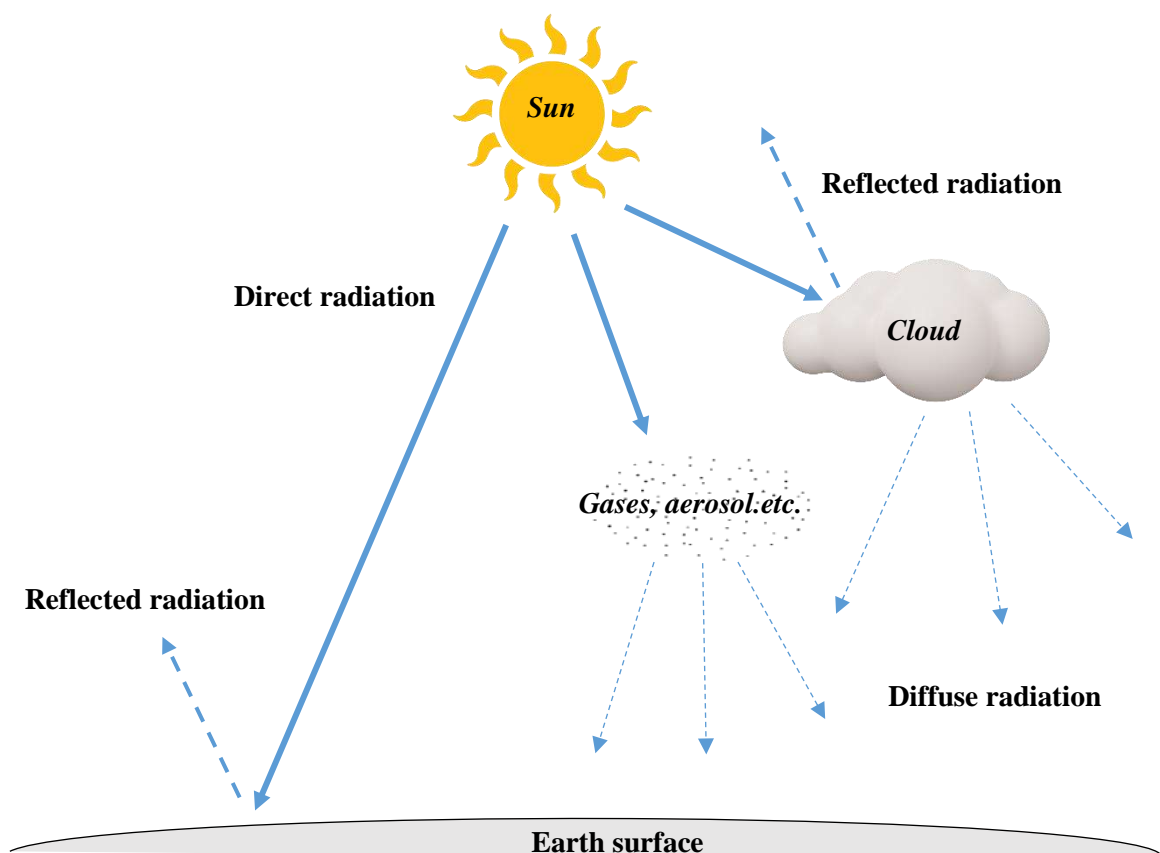 Sun
Reflected radiation
Direct radiation
Cloud
Gases, aerosol.etc.
Reflected radiation
Diffuse radiation
Earth surface